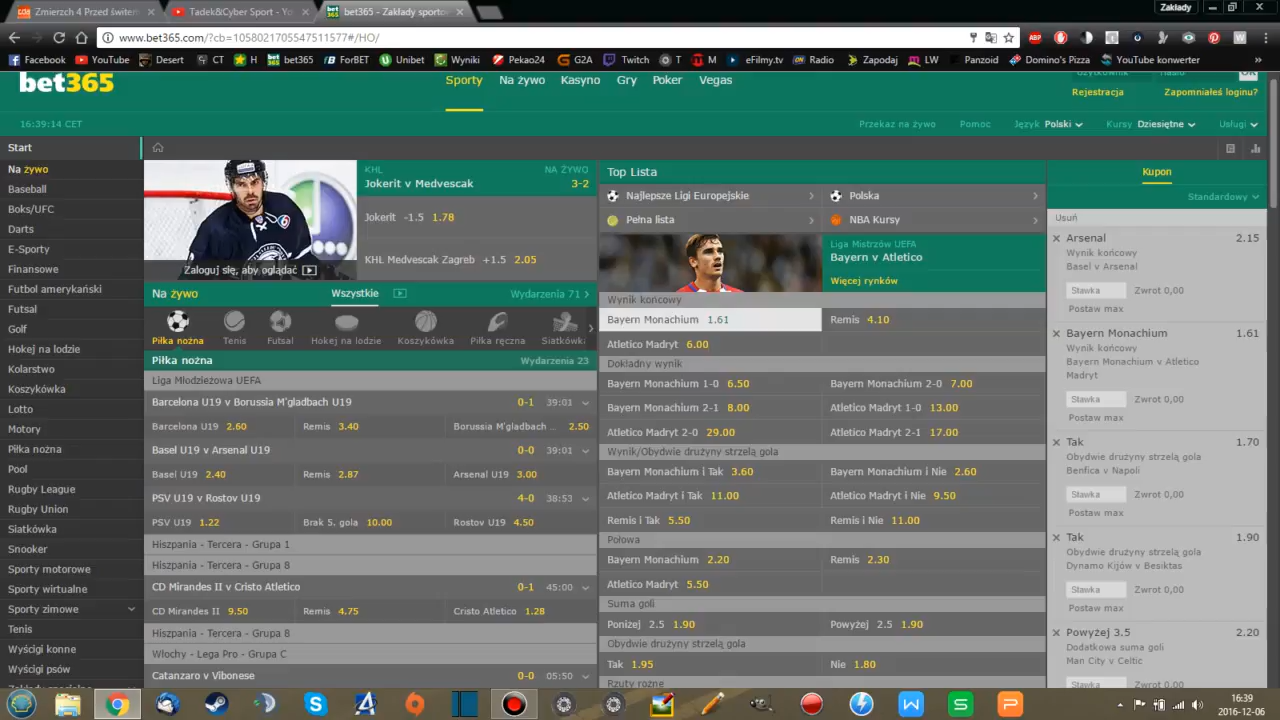 Zmierzch 4 Przed świtem
Tadek&Cyber Sport - Yo
bet365 - Zakłady sporto
Zakłady
www.bet365.com/?cb=1058021705547511577#/HO/
Facebook
YouTube
Desert
CT
H
bet365
ForBET
Unibet
Wyniki
Pekao24
G2A
Twitch
T
M
eFilmy.tv
Radio
Zapodaj
LW
Panzoid
Domino's Pizza
YouTube konwerter
bet365
Sporty
Na żywo
Kasyno
Gry
Poker
Vegas
OK
Rejestracja
Zapomniałeś loginu?
16:39:14 CET
Przekaz na żywo
Pomoc
Język Polski
Kursy Dziesiętne
Usługi
Start
Na żywo
Baseball
Boks/UFC
Darts
E-Sporty
Finansowe
Futbol amerykański
Futsal
Golf
Hokej na lodzie
Kolarstwo
Koszykówka
Lotto
Motory
Piłka nożna
Pool
Rugby League
Rugby Union
Siatkówka
Snooker
Sporty motorowe
Sporty wirtualne
Sporty zimowe
Tenis
Wyścigi konne
Wyścigi psów
Zaloguj się, aby oglądać
KHL
NA ŻYWO
Jokerit v Medvescak
3-2
Jokerit -1.5 1.78
KHL Medvescak Zagreb +1.5 2.05
Na żywo
Wszystkie
Wydarzenia 71
Piłka nożna
Tenis
Futsal
Hokej na lodzie
Koszykówka
Piłka ręczna
Siatkówka
Piłka nożna
Wydarzenia 23
Liga Młodzieżowa UEFA
Barcelona U19 v Borussia M'gladbach U19 0-1 39:01
Barcelona U19 2.60 Remis 3.40 Borussia M'gladbach ... 2.50
Basel U19 v Arsenal U19 0-0 39:01
Basel U19 2.40 Remis 2.87 Arsenal U19 3.00
PSV U19 v Rostov U19 4-0 38:53
PSV U19 1.22 Brak 5. gola 10.00 Rostov U19 4.50
Hiszpania - Tercera - Grupa 1
Hiszpania - Tercera - Grupa 8
CD Mirandes II v Cristo Atletico 0-1 45:00
CD Mirandes II 9.50 Remis 4.75 Cristo Atletico 1.28
Hiszpania - Tercera - Grupa 8
Włochy - Lega Pro - Grupa C
Catanzaro v Vibonese 0-0 05:50
Top Lista
Najlepsze Ligi Europejskie
Polska
Pełna lista
NBA Kursy
Liga Mistrzów UEFA
Bayern v Atletico
Więcej rynków
Wynik końcowy
Bayern Monachium 1.61
Remis 4.10
Atletico Madryt 6.00
Dokładny wynik
Bayern Monachium 1-0 6.50
Bayern Monachium 2-0 7.00
Bayern Monachium 2-1 8.00
Atletico Madryt 1-0 13.00
Atletico Madryt 2-0 29.00
Atletico Madryt 2-1 17.00
Wynik/Obydwie drużyny strzelą gola
Bayern Monachium i Tak 3.60
Bayern Monachium i Nie 2.60
Atletico Madryt i Tak 11.00
Atletico Madryt i Nie 9.50
Remis i Tak 5.50
Remis i Nie 11.00
Połowa
Bayern Monachium 2.20
Remis 2.30
Atletico Madryt 5.50
Suma goli
Poniżej 2.5 1.90
Powyżej 2.5 1.90
Obydwie drużyny strzelą gola
Tak 1.95
Nie 1.80
Rzuty rożne
Kupon
Standardowy
Usuń
Arsenal 2.15
Wynik końcowy
Basel v Arsenal
Stawka Zwrot 0,00
Postaw max
Bayern Monachium 1.61
Wynik końcowy
Bayern Monachium v Atletico
Madryt
Stawka Zwrot 0,00
Postaw max
Tak 1.70
Obydwie drużyny strzelą gola
Benfica v Napoli
Stawka Zwrot 0,00
Postaw max
Tak 1.90
Obydwie drużyny strzelą gola
Dynamo Kijów v Besiktas
Stawka Zwrot 0,00
Postaw max
Powyżej 3.5 2.20
Dodatkowa suma goli
Man City v Celtic
Stawka Zwrot 0,00
16:39
2016-12-06